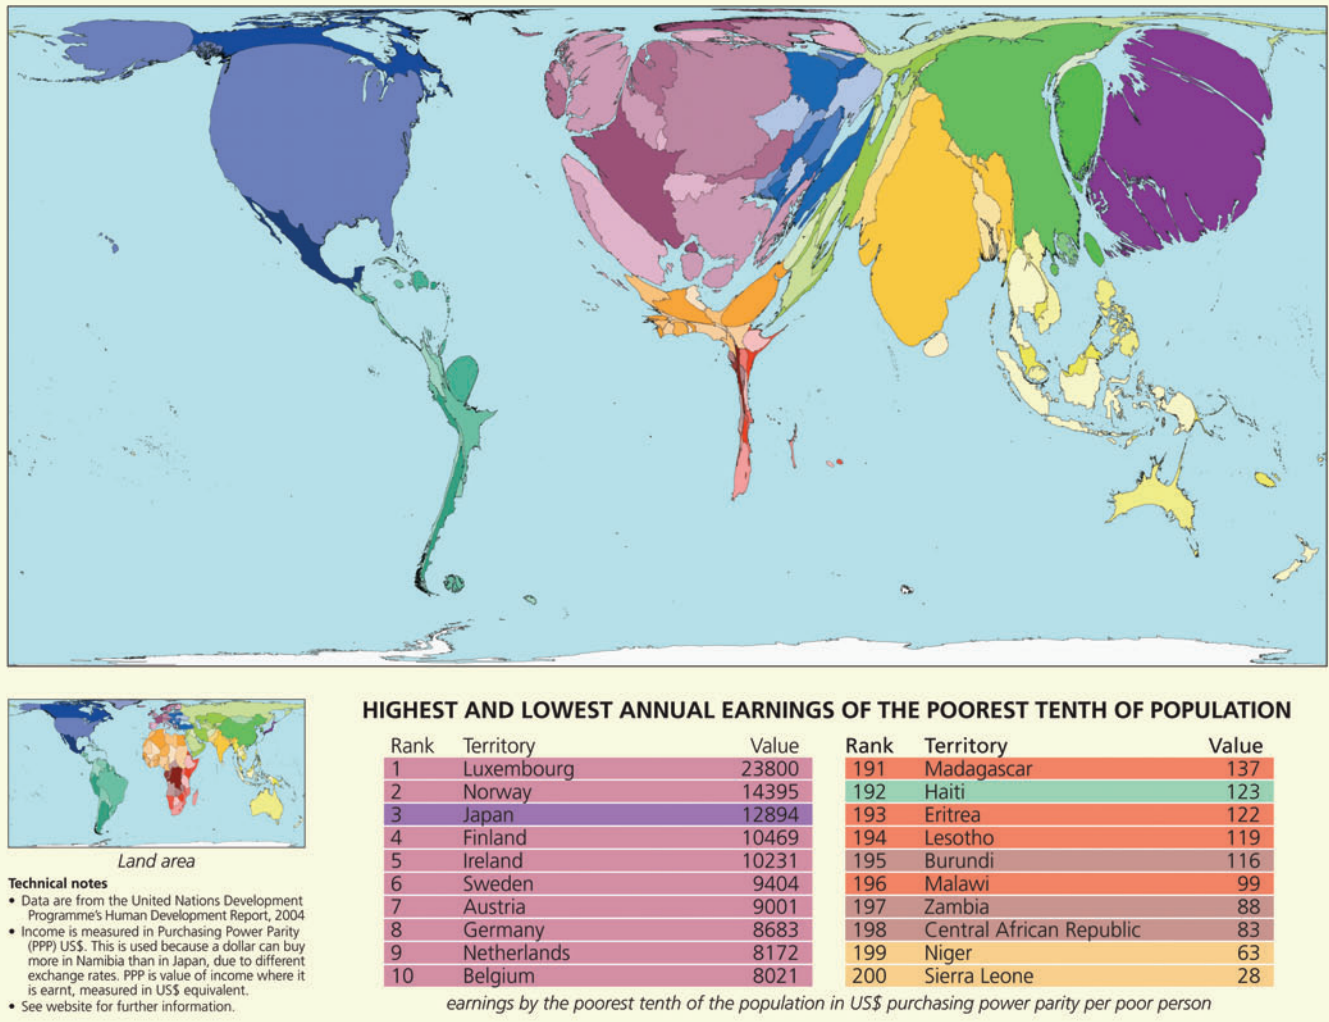 Land area
Technical notes
• Data are from the United Nations Development
Programme's Human Development Report, 2004
• Income is measured in Purchasing Power Parity
(PPP) US$. This is used because a dollar can buy
more in Namibia than in Japan, due to different
exchange rates. PPP is value of income where it
is earnt, measured in US$ equivalent.
• See website for further information.
HIGHEST AND LOWEST ANNUAL EARNINGS OF THE POOREST TENTH OF POPULATION
Rank Territory Value
1 Luxembourg 23800
2 Norway 14395
3 Japan 12894
4 Finland 10469
5 Ireland 10231
6 Sweden 9404
7 Austria 9001
8 Germany 8683
9 Netherlands 8172
10 Belgium 8021
Rank Territory Value
191 Madagascar 137
192 Haiti 123
193 Eritrea 122
194 Lesotho 119
195 Burundi 116
196 Malawi 99
197 Zambia 88
198 Central African Republic 83
199 Niger 63
200 Sierra Leone 28
earnings by the poorest tenth of the population in US$ purchasing power parity per poor person